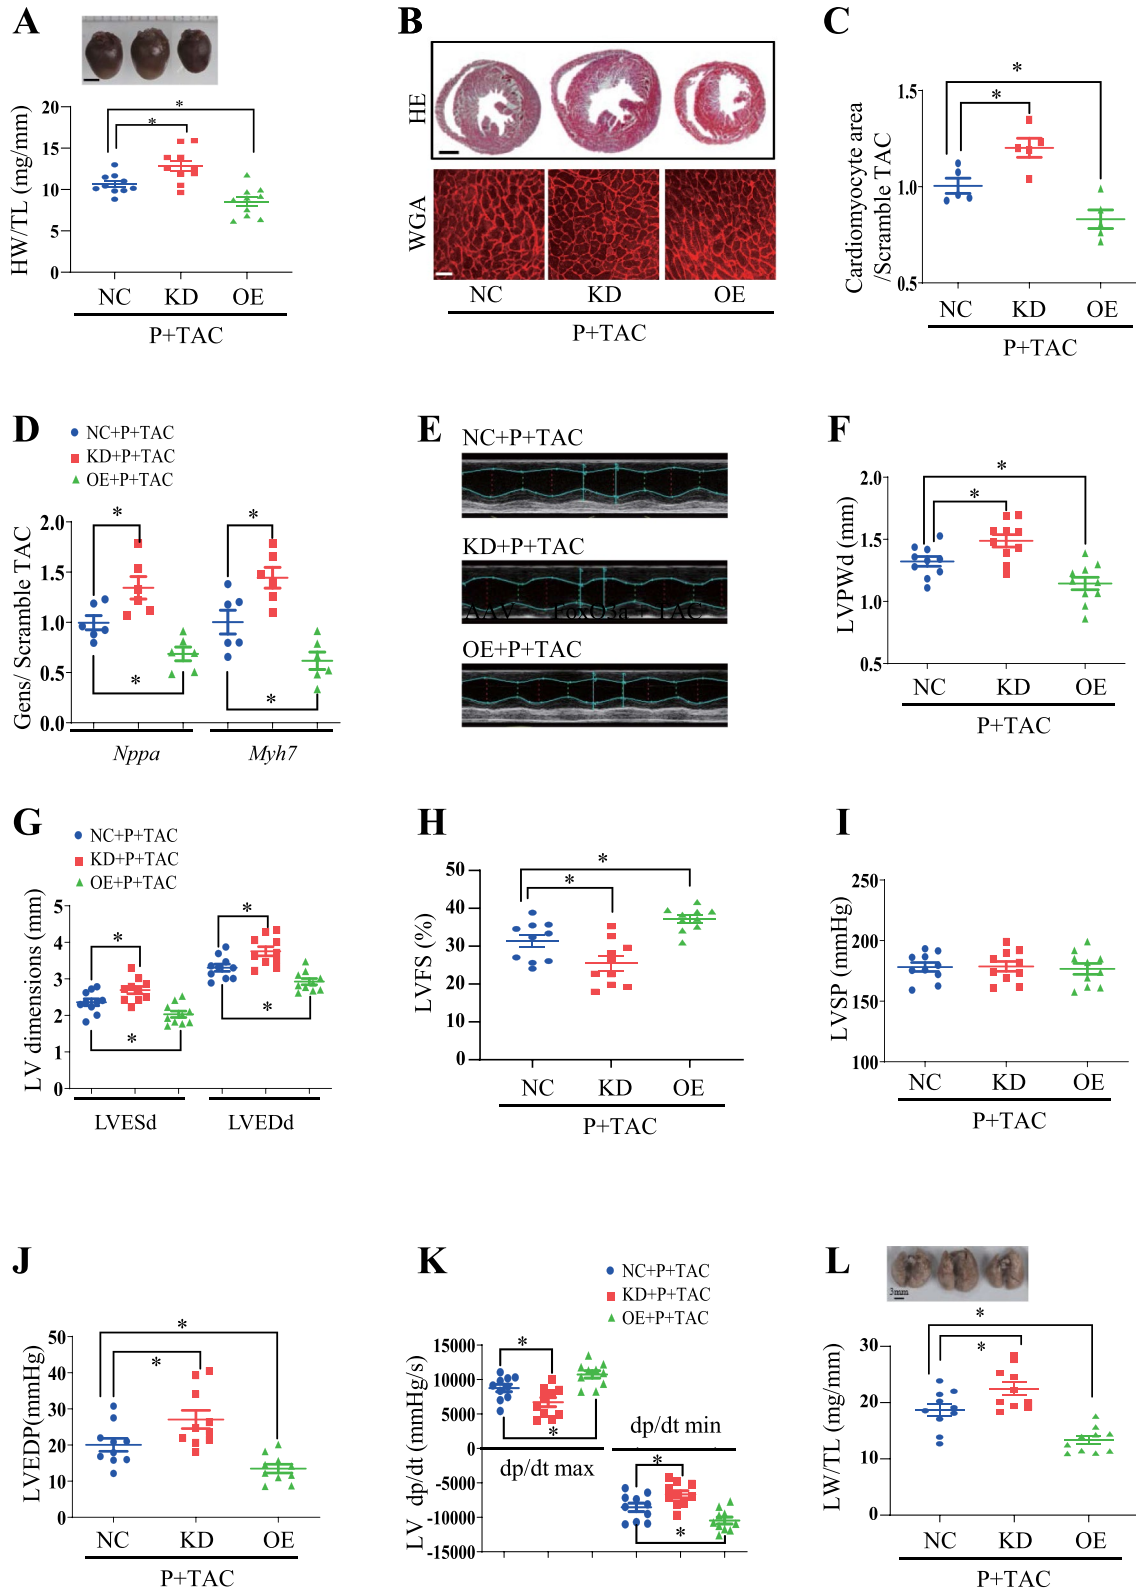 A
B
C
HW/TL (mg/mm)
20
15
10
5
0
*
*
NC KD OE
P+TAC
HE
WGA
NC KD OE
P+TAC
Cardiomyocyte area
/Scramble TAC
1.5
1.0
0.5
*
*
NC KD OE
P+TAC
D
NC+P+TAC
KD+P+TAC
OE+P+TAC
Gens/ Scramble TAC
2.0
1.5
1.0
0.5
0.0
* *
* *
Nppa Myh7
E
NC+P+TAC
KD+P+TAC
AAV FoxO3a + TAC
OE+P+TAC
F
LVPWd (mm)
2.0
1.5
1.0
0.5
*
*
NC KD OE
P+TAC
G
NC+P+TAC
KD+P+TAC
OE+P+TAC
LV dimensions (mm)
5
4
3
2
1
0
* *
* *
LVESd LVEDd
H
LVFS (%)
50
40
30
20
10
0
*
*
NC KD OE
P+TAC
I
LVSP (mmHg)
250
200
150
100
NC KD OE
P+TAC
J
LVEDP(mmHg)
50
40
30
20
10
0
*
*
NC KD OE
P+TAC
K
NC+P+TAC
KD+P+TAC
OE+P+TAC
LV dp/dt (mmHg/s)
15000
10000
5000
0
-5000
-10000
-15000
*
*
dp/dt max
dp/dt min
*
*
L
3mm
LW/TL (mg/mm)
30
20
10
0
*
*
NC KD OE
P+TAC